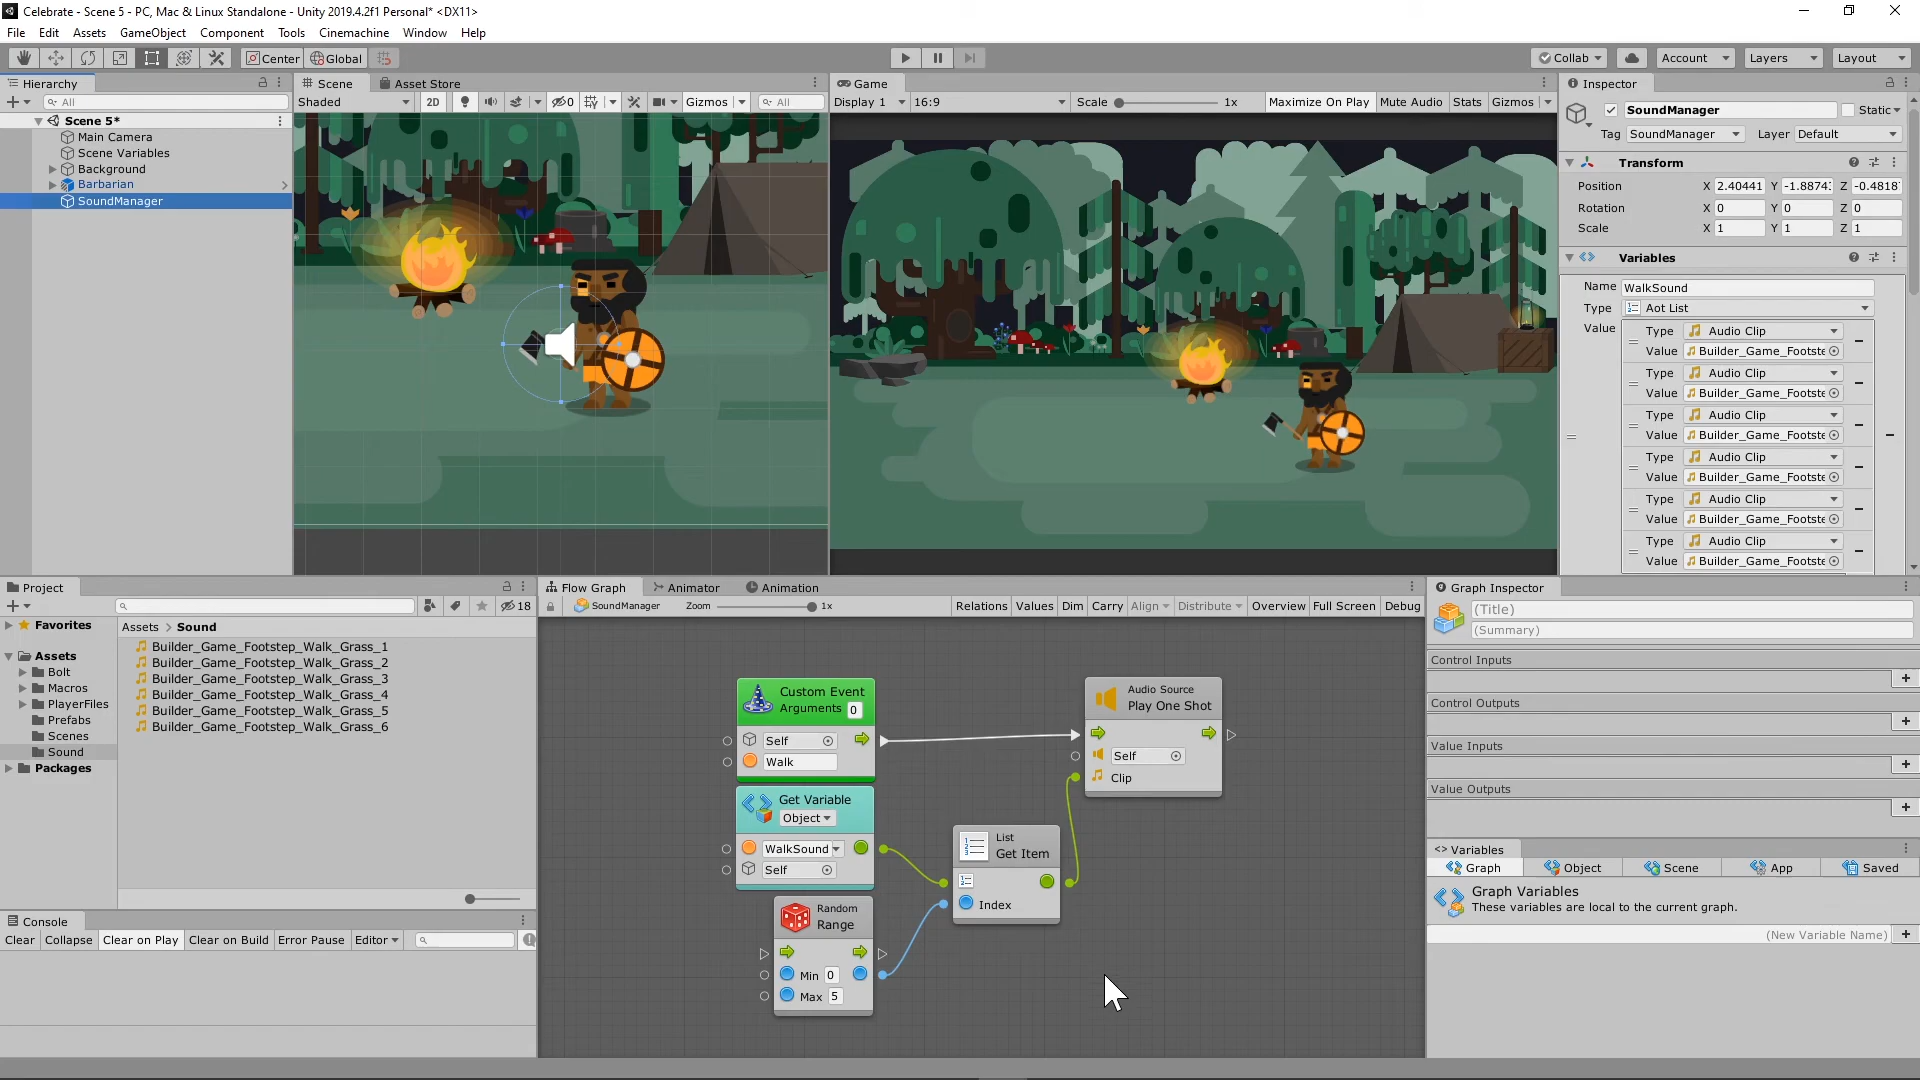 Celebrate - Scene 5 - PC, Mac & Linux Standalone - Unity 2019.4.2f1 Personal* <DX11>
File Edit Assets GameObject Component Tools Cinemachine Window Help
Center Global Collab Account Layers Layout
Hierarchy
All
Scene 5*
Main Camera
Scene Variables
Background
Barbarian
SoundManager
Scene Asset Store
Shaded 2D 0 Gizmos All
Game
Display 1 16:9 Scale 1x Maximize On Play Mute Audio Stats Gizmos
Inspector
SoundManager Static
Tag SoundManager Layer Default
Transform
Position X 2.40441 Y -1.8874: Z -0.4818
Rotation X 0 Y 0 Z 0
Scale X 1 Y 1 Z 1
Variables
Name WalkSound
Type Aot List
Value
Type Audio Clip
Value Builder_Game_Footste
Type Audio Clip
Value Builder_Game_Footste
Type Audio Clip
Value Builder_Game_Footste
Type Audio Clip
Value Builder_Game_Footste
Type Audio Clip
Value Builder_Game_Footste
Type Audio Clip
Value Builder_Game_Footste
Project
18
Favorites
Assets
Bolt
Macros
PlayerFiles
Prefabs
Scenes
Sound
Packages
Assets > Sound
Builder_Game_Footstep_Walk_Grass_1
Builder_Game_Footstep_Walk_Grass_2
Builder_Game_Footstep_Walk_Grass_3
Builder_Game_Footstep_Walk_Grass_4
Builder_Game_Footstep_Walk_Grass_5
Builder_Game_Footstep_Walk_Grass_6
Console
Clear Collapse Clear on Play Clear on Build Error Pause Editor
Flow Graph Animator Animation
SoundManager Zoom 1x Relations Values Dim Carry Align Distribute Overview Full Screen Debug
Custom Event
Arguments 0
Self
Walk
Get Variable
Object
WalkSound
Self
Random
Range
Min 0
Max 5
List
Get Item
Index
Audio Source
Play One Shot
Self
Clip
Graph Inspector
(Title)
(Summary)
Control Inputs
Control Outputs
Value Inputs
Value Outputs
<> Variables
Graph Object Scene App Saved
Graph Variables
These variables are local to the current graph.
(New Variable Name)